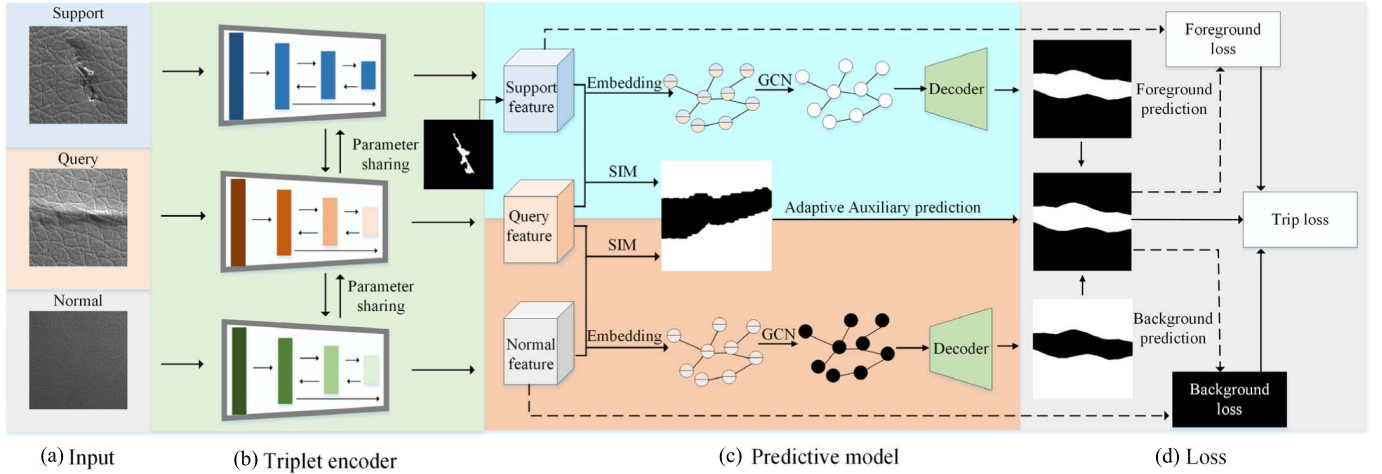 Support
Query
Normal
Parameter
sharing
Parameter
sharing
Support
feature
Query
feature
Normal
feature
Embedding
GCN
Decoder
SIM
SIM
Adaptive Auxiliary prediction
Embedding
GCN
Decoder
Foreground
loss
Foreground
prediction
Trip loss
Background
prediction
Background
loss
(a) Input
(b) Triplet encoder
(c) Predictive model
(d) Loss